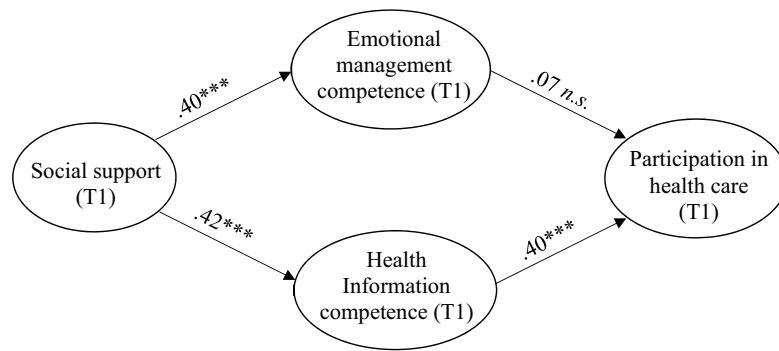 Emotional
management
competence (T1)
.40***
.07 n.s.
Social support
(T1)
Participation in
health care
(T1)
.42***
.40***
Health
Information
competence (T1)